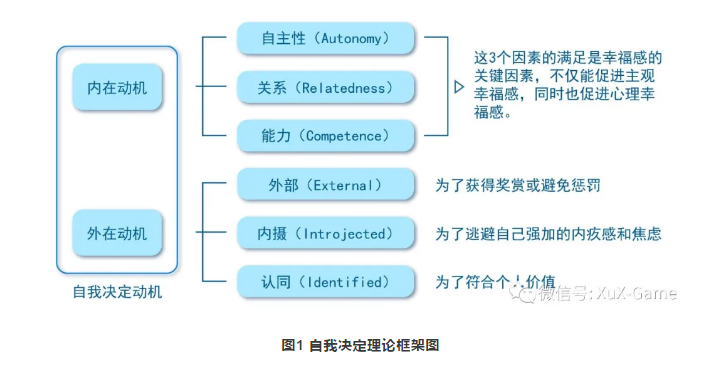 内在动机
外在动机
自我决定动机
自主性（Autonomy）
关系（Relatedness）
能力（Competence）
这3个因素的满足是幸福感的
关键因素，不仅能促进主观
幸福感，同时也促进心理幸
福感。
外部（External）
为了获得奖赏或避免惩罚
内摄（Introjected）
为了逃避自己强加的内疚感和焦虑
认同（Identified）
为了符合个人价值
微信号: XuX-Game
图1 自我决定理论框架图